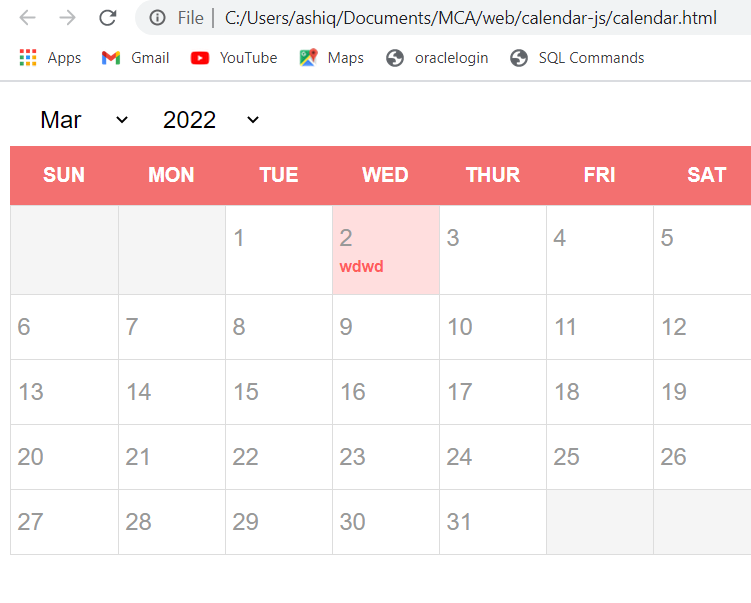 File | C:/Users/ashiq/Documents/MCA/web/calendar-js/calendar.html
Apps Gmail YouTube Maps oraclelogin SQL Commands
Mar 2022
SUN MON TUE WED THUR FRI SAT
1 2 3 4 5
wdwd
6 7 8 9 10 11 12
13 14 15 16 17 18 19
20 21 22 23 24 25 26
27 28 29 30 31